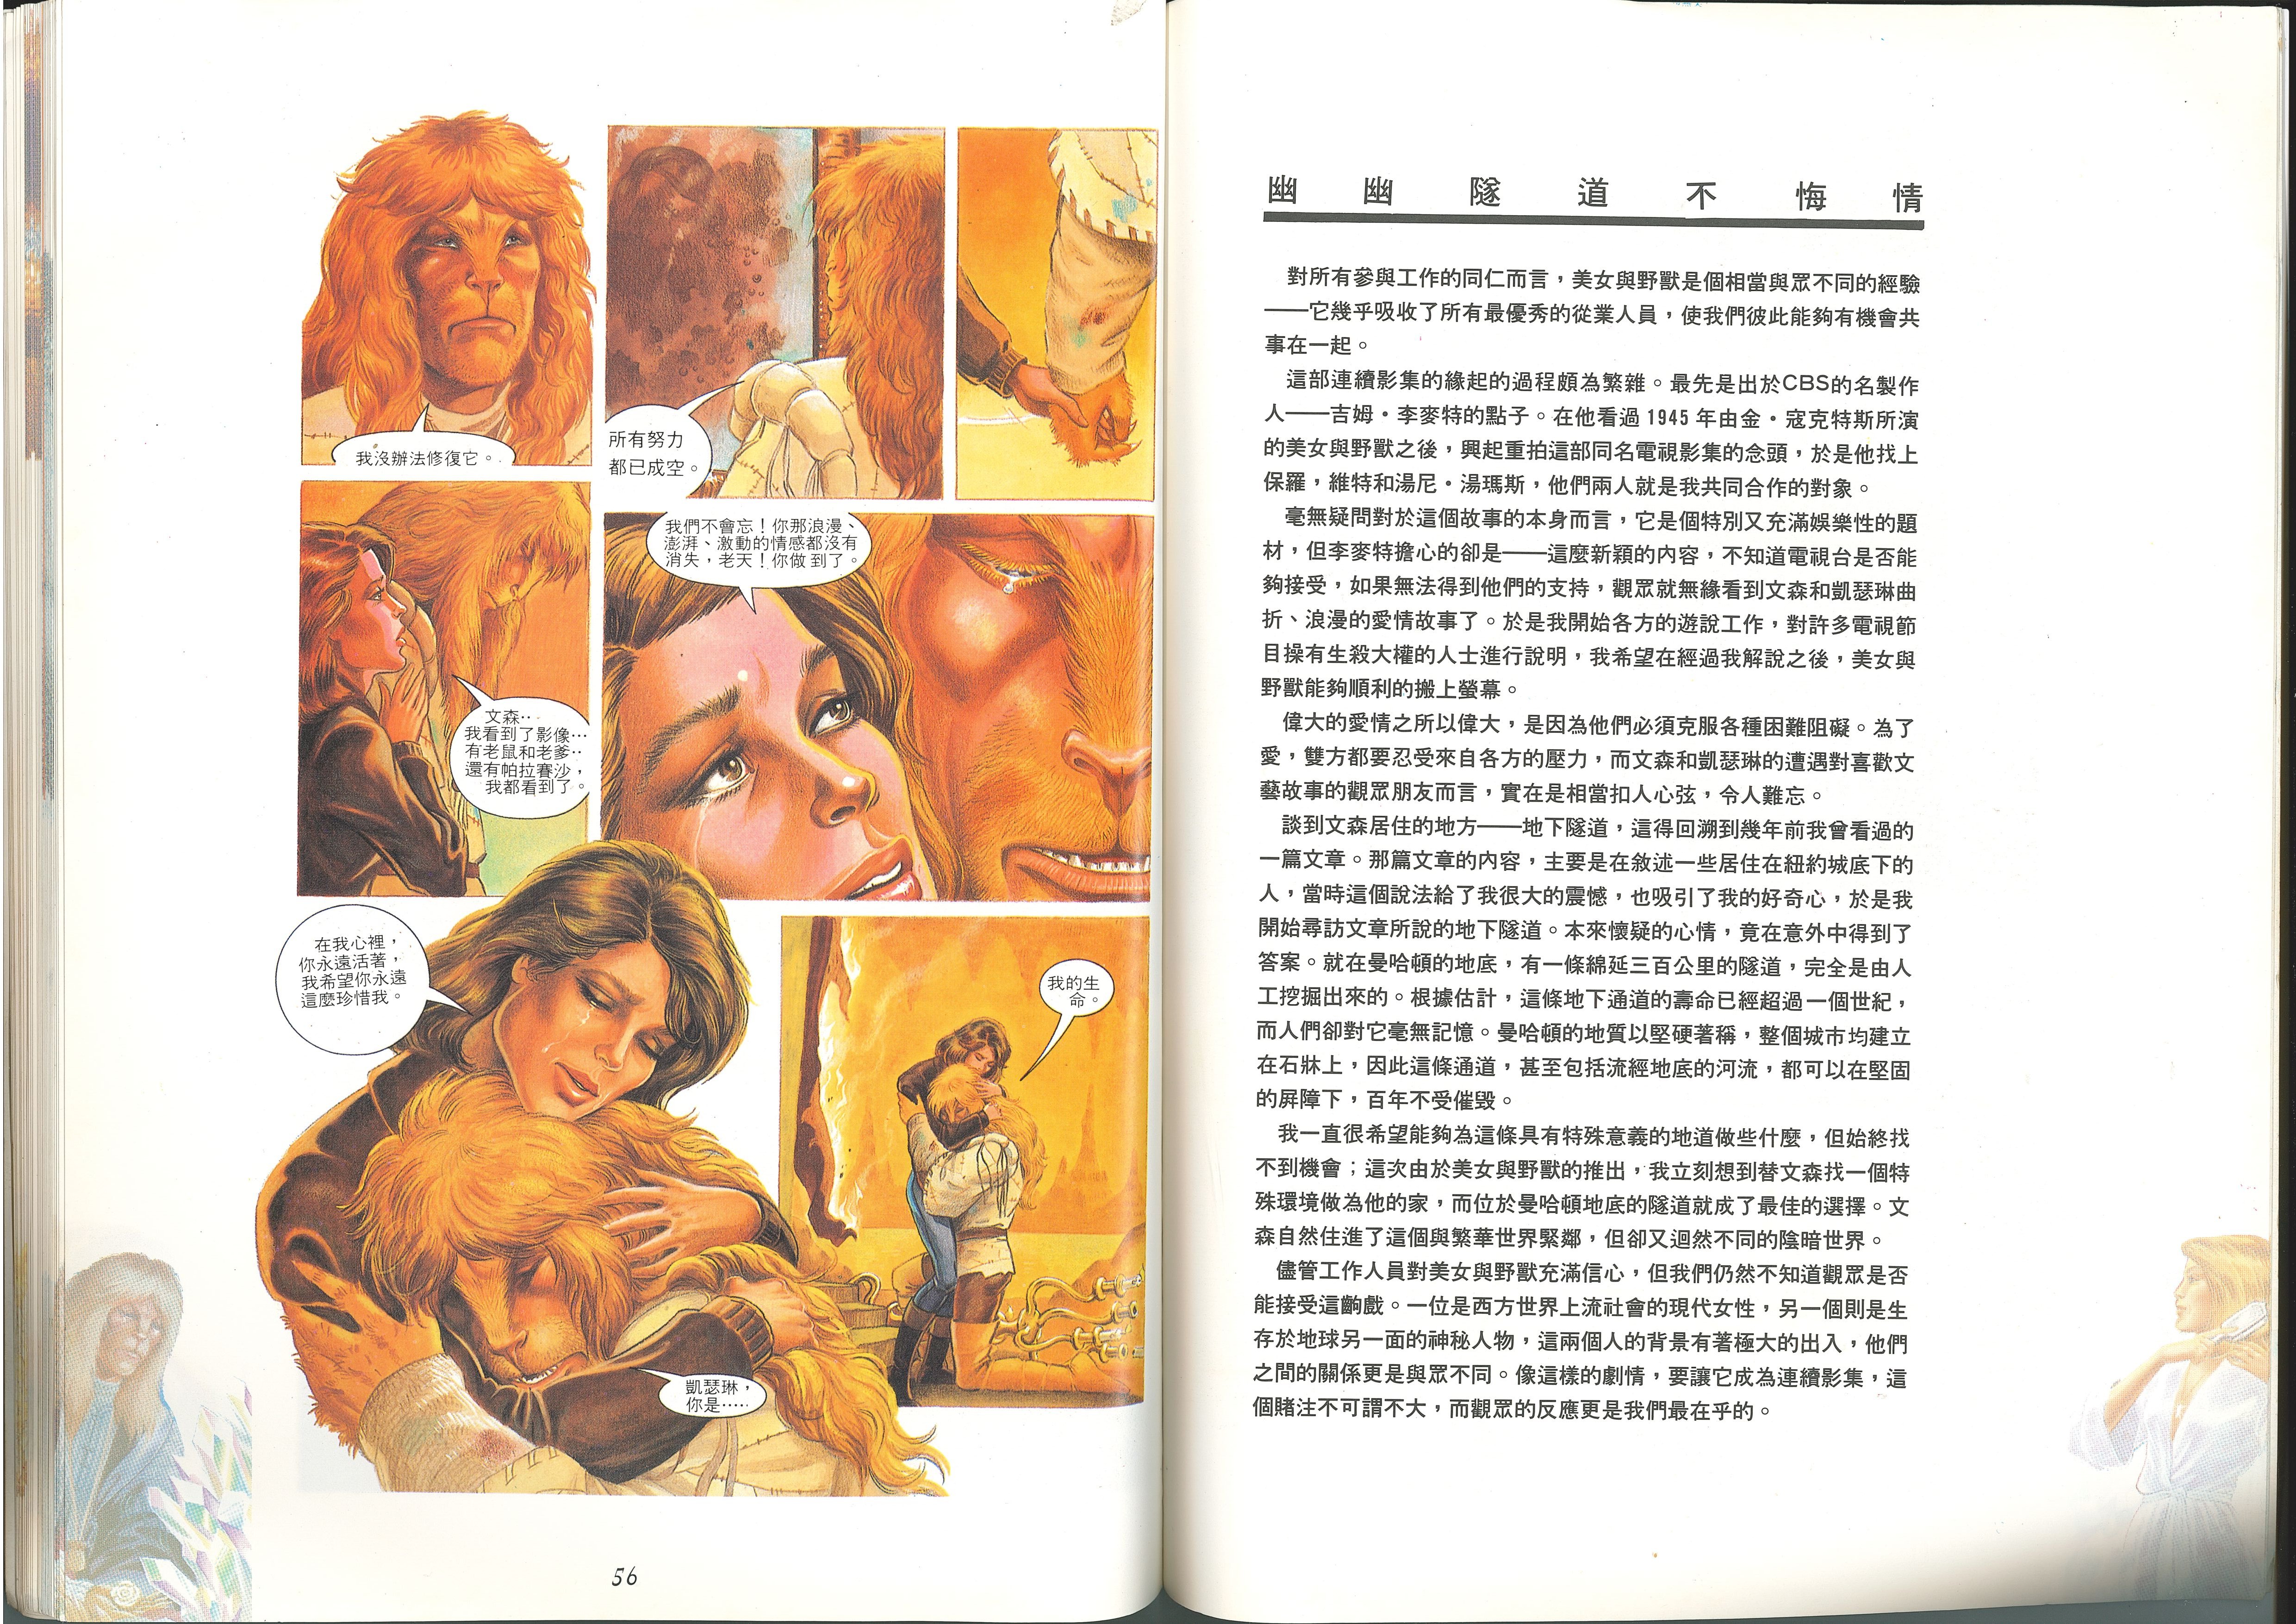 我沒辦法修復它。
所有努力
都已成空。
文森‥
我看到了影像…
有老鼠和老爹‥
還有帕拉賽沙，
我都看到了。
我們不會忘！你那浪漫、
澎湃、激動的情感都沒有
消失，老天！你做到了。
在我心裡，
你永遠活著，
我希望你永遠
這麼珍惜我。
凱瑟琳，
你是‥‥
我的生
命。
56
幽幽隧道不悔情
對所有參與工作的同仁而言，美女與野獸是個相當與眾不同的經驗
——它幾乎吸收了所有最優秀的從業人員，使我們彼此能夠有機會共
事在一起。
這部連續影集的緣起的過程頗為繁雜。最先是出於CBS的名製作
人——吉姆・李麥特的點子。在他看過1945年由金・寇克特斯所演
的美女與野獸之後，興起重拍這部同名電視影集的念頭，於是他找上
保羅，維特和湯尼・湯瑪斯，他們兩人就是我共同合作的對象。
毫無疑問對於這個故事的本身而言，它是個特別又充滿娛樂性的題
材，但李麥特擔心的卻是——這麼新穎的內容，不知道電視台是否能
夠接受，如果無法得到他們的支持，觀眾就無緣看到文森和凱瑟琳曲
折、浪漫的愛情故事了。於是我開始各方的遊說工作，對許多電視節
目操有生殺大權的人士進行說明，我希望在經過我解說之後，美女與
野獸能夠順利的搬上螢幕。
偉大的愛情之所以偉大，是因為他們必須克服各種困難阻礙。為了
愛，雙方都要忍受來自各方的壓力，而文森和凱瑟琳的遭遇對喜歡文
藝故事的觀眾朋友而言，實在是相當扣人心弦，令人難忘。
談到文森居住的地方——地下隧道，這得回溯到幾年前我曾看過的
一篇文章。那篇文章的內容，主要是在敘述一些居住在紐約城底下的
人，當時這個說法給了我很大的震憾，也吸引了我的好奇心，於是我
開始尋訪文章所說的地下隧道。本來懷疑的心情，竟在意外中得到了
答案。就在曼哈頓的地底，有一條綿延三百公里的隧道，完全是由人
工挖掘出來的。根據估計，這條地下通道的壽命已經超過一個世紀，
而人們卻對它毫無記憶。曼哈頓的地質以堅硬著稱，整個城市均建立
在石牀上，因此這條通道，甚至包括流經地底的河流，都可以在堅固
的屏障下，百年不受催毀。
我一直很希望能夠為這條具有特殊意義的地道做些什麼，但始終找
不到機會；這次由於美女與野獸的推出，我立刻想到替文森找一個特
殊環境做為他的家，而位於曼哈頓地底的隧道就成了最佳的選擇。文
森自然住進了這個與繁華世界緊鄰，但卻又迥然不同的陰暗世界。
儘管工作人員對美女與野獸充滿信心，但我們仍然不知道觀眾是否
能接受這齣戲。一位是西方世界上流社會的現代女性，另一個則是生
存於地球另一面的神秘人物，這兩個人的背景有著極大的出入，他們
之間的關係更是與眾不同。像這樣的劇情，要讓它成為連續影集，這
個賭注不可謂不大，而觀眾的反應更是我們最在乎的。